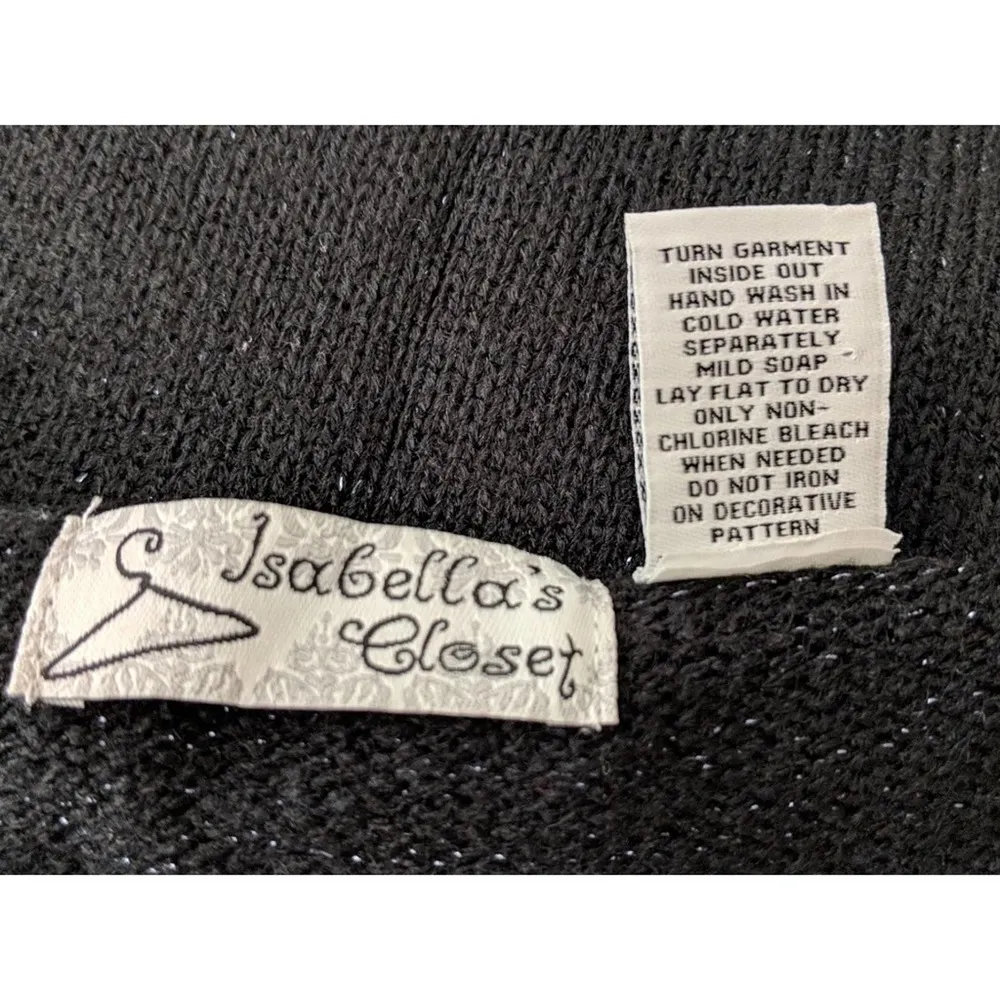 Isabella's
Closet
TURN GARMENT
INSIDE OUT
HAND WASH IN
COLD WATER
SEPARATELY
MILD SOAP
LAY FLAT TO DRY
ONLY NON-
CHLORINE BLEACH
WHEN NEEDED
DO NOT IRON
ON DECORATIVE
PATTERN